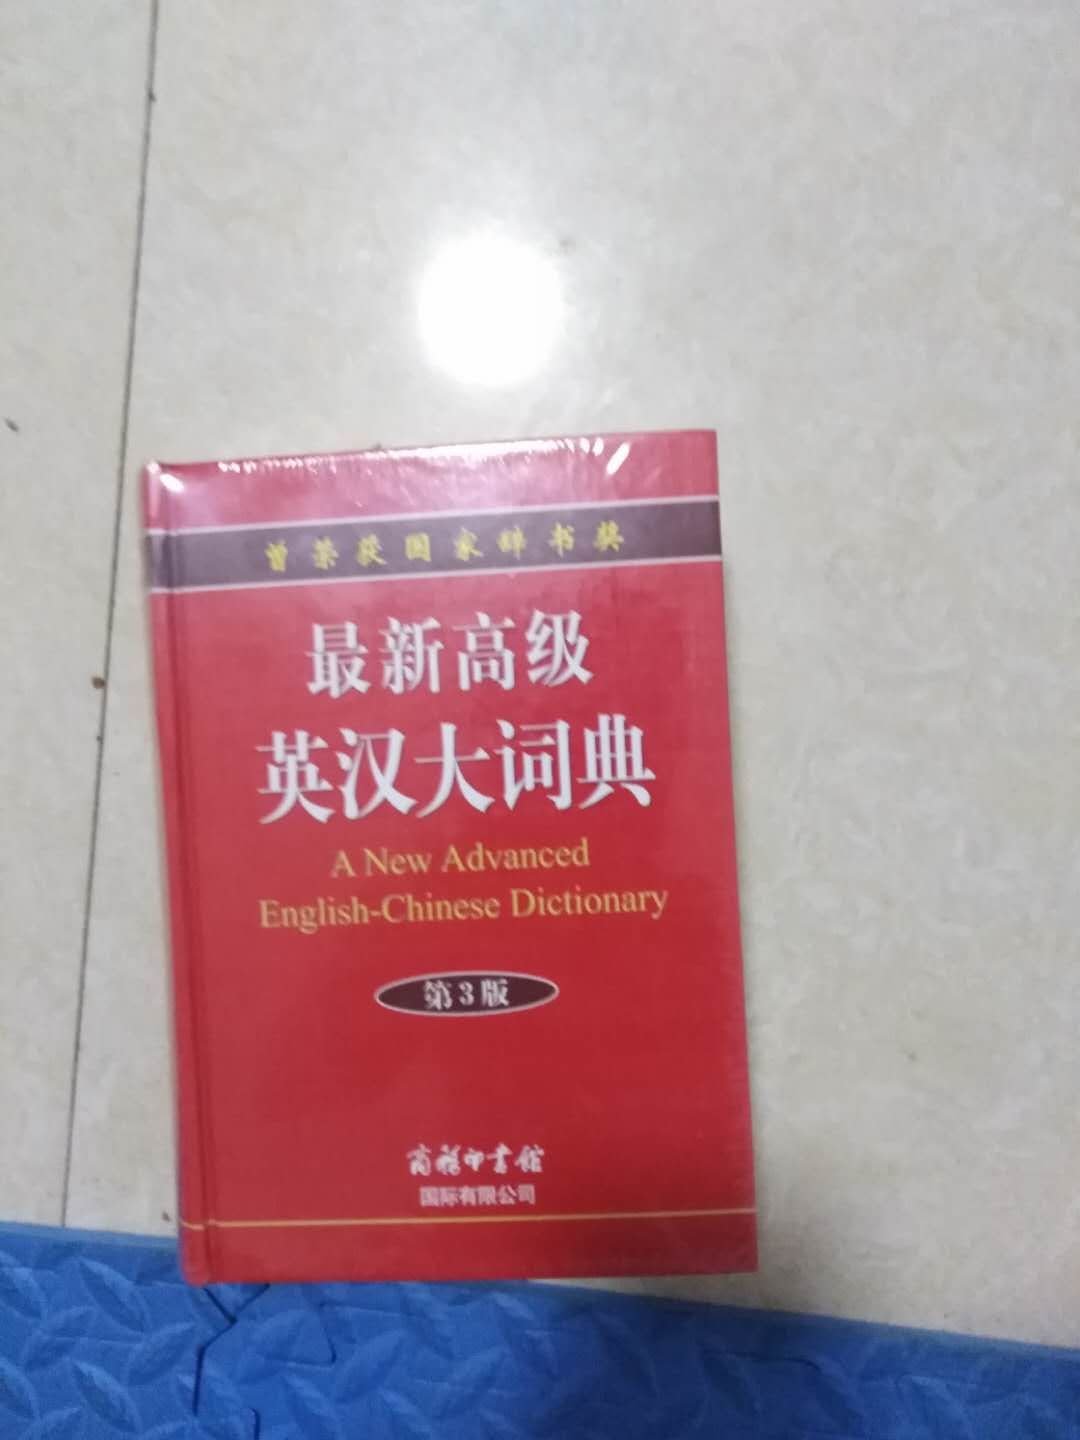 曾荣获国家辞书奖
最新高级
英汉大词典
A New Advanced
English-Chinese Dictionary
第3版
商务印书馆
国际有限公司